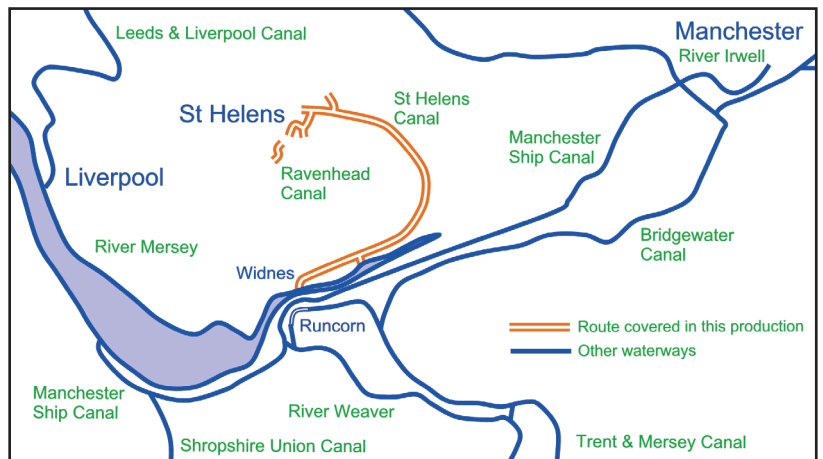 Manchester
Leeds & Liverpool Canal
River Irwell
St Helens
St Helens
Canal
Manchester
Ship Canal
Ravenhead
Canal
Liverpool
River Mersey
Bridgewater
Canal
Widnes
Runcorn
Route covered in this production
Other waterways
Manchester
Ship Canal
River Weaver
Shropshire Union Canal
Trent & Mersey Canal